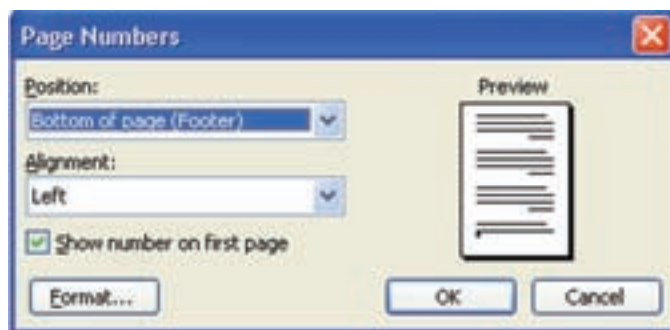 Page Numbers
Position:
Preview
Bottom of page (Footer)
Alignment:
Left
Show number on first page
Format...
OK
Cancel